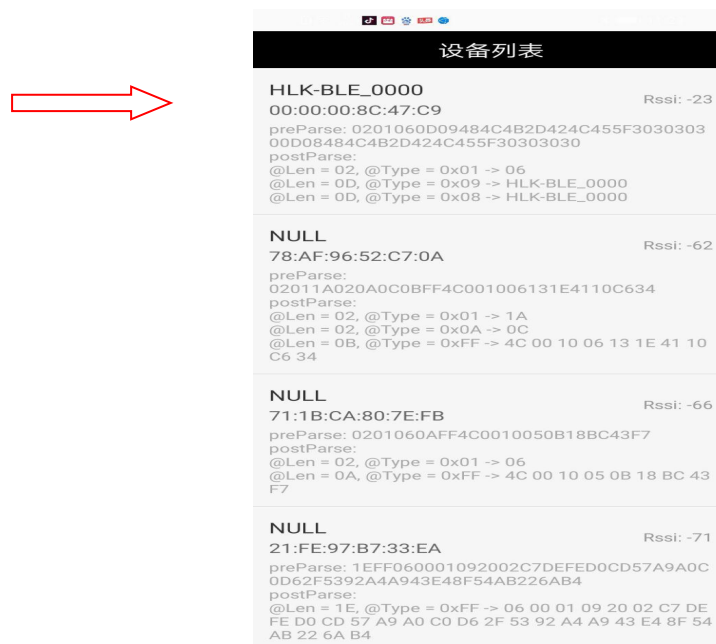 设备列表
HLK-BLE_0000
Rssi: -23
00:00:00:8C:47:C9
preParse: 0201060D09484C4B2D424C455F3030303
00D08484C4B2D424C455F30303030
postParse:
@Len = 02, @Type = 0x01 -> 06
@Len = 0D, @Type = 0x09 -> HLK-BLE_0000
@Len = 0D, @Type = 0x08 -> HLK-BLE_0000
NULL
Rssi: -62
78:AF:96:52:C7:0A
preParse:
02011A020A0C0BFF4C001006131E4110C634
postParse:
@Len = 02, @Type = 0x01 -> 1A
@Len = 02, @Type = 0x0A -> 0C
@Len = 0B, @Type = 0xFF -> 4C 00 10 06 13 1E 41 10
C6 34
NULL
Rssi: -66
71:1B:CA:80:7E:FB
preParse: 0201060AFF4C0010050B18BC43F7
postParse:
@Len = 02, @Type = 0x01 -> 06
@Len = 0A, @Type = 0xFF -> 4C 00 10 05 0B 18 BC 43
F7
NULL
Rssi: -71
21:FE:97:B7:33:EA
preParse: 1EFF060001092002C7DEFED0CD57A9A0C
0D62F5392A4A943E48F54AB226AB4
postParse:
@Len = 1E, @Type = 0xFF -> 06 00 01 09 20 02 C7 DE
FE D0 CD 57 A9 A0 C0 D6 2F 53 92 A4 A9 43 E4 8F 54
AB 22 6A B4